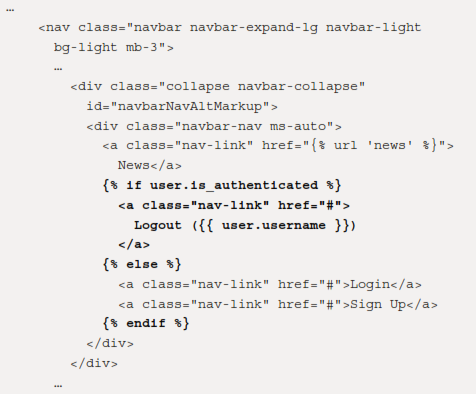 …
<nav class="navbar navbar-expand-lg navbar-light
bg-light mb-3">
…
<div class="collapse navbar-collapse"
id="navbarNavAltMarkup">
<div class="navbar-nav ms-auto">
<a class="nav-link" href="{% url 'news' %}">
News</a>
{% if user.is_authenticated %}
<a class="nav-link" href="#">
Logout ({{ user.username }})
</a>
{% else %}
<a class="nav-link" href="#">Login</a>
<a class="nav-link" href="#">Sign Up</a>
{% endif %}
</div>
</div>
…